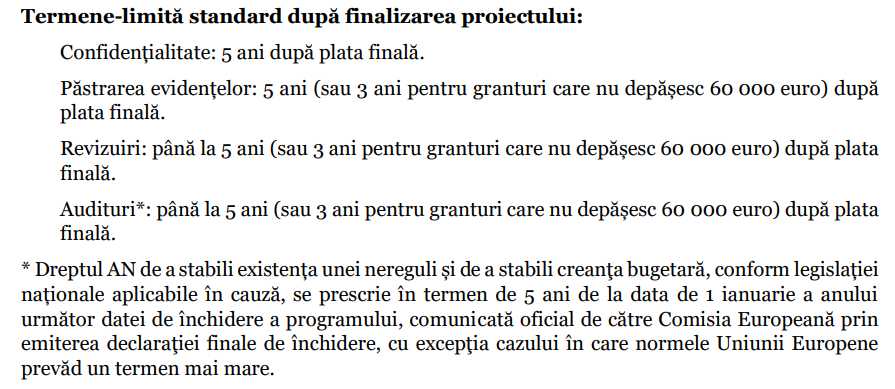 Termene-limită standard după finalizarea proiectului:
Confidențialitate: 5 ani după plata finală.
Păstrarea evidențelor: 5 ani (sau 3 ani pentru granturi care nu depășesc 60 000 euro) după
plata finală.
Revizuiri: până la 5 ani (sau 3 ani pentru granturi care nu depășesc 60 000 euro) după plata
finală.
Audituri*: până la 5 ani (sau 3 ani pentru granturi care nu depășesc 60 000 euro) după plata
finală.
* Dreptul AN de a stabili existența unei nereguli și de a stabili creanţa bugetară, conform legislației
naționale aplicabile în cauză, se prescrie în termen de 5 ani de la data de 1 ianuarie a anului
următor datei de închidere a programului, comunicată oficial de către Comisia Europeană prin
emiterea declaraţiei finale de închidere, cu excepţia cazului în care normele Uniunii Europene
prevăd un termen mai mare.